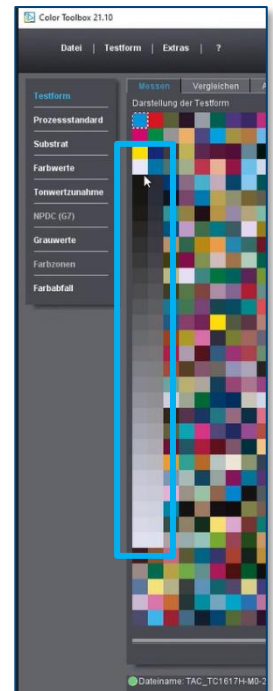 Color Toolbox 21.10
Datei | Testform | Extras | ?
Testform
Prozessstandard
Substrat
Farbwerte
Tonwertzunahme
NPDC (G7)
Grauwerte
Farbzonen
Farbabfall
Messen Vergleichen A
Darstellung der Testform
Dateiname: TAC_TC1617H-M0-2